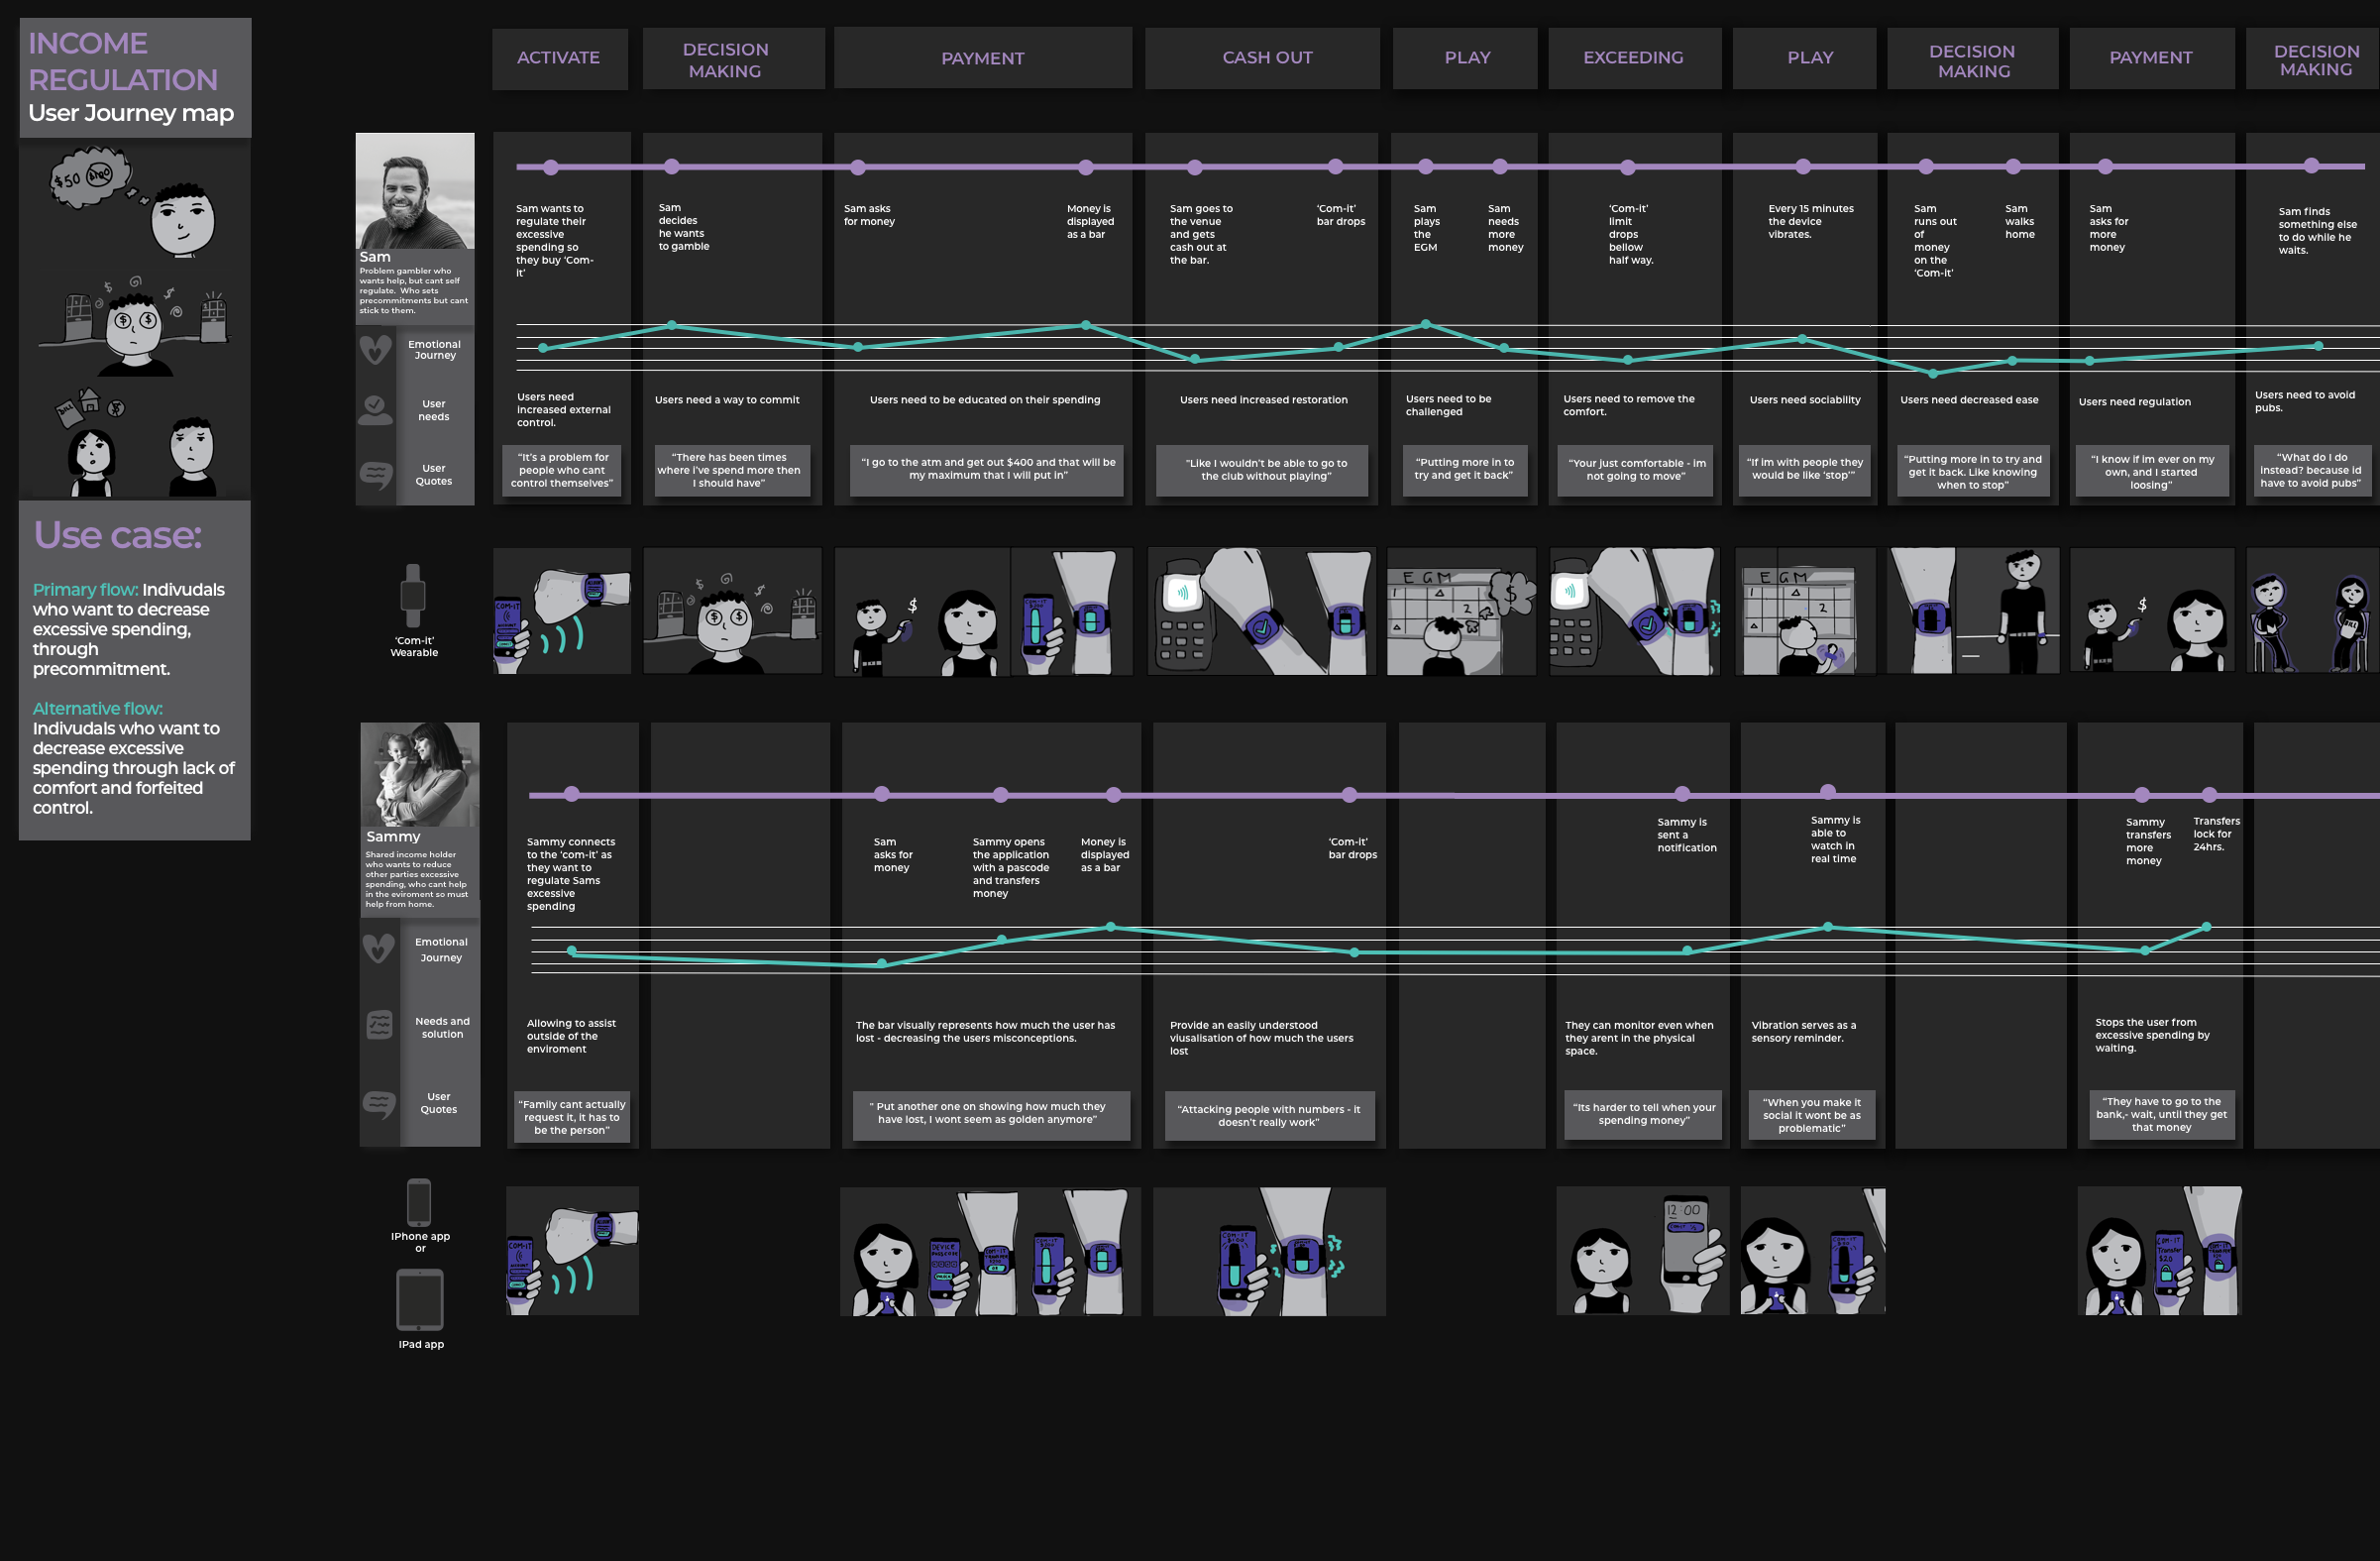 INCOME
REGULATION
User Journey map
$50
Use case:
Primary flow: Indivudals
who want to decrease
excessive spending,
through
precommitment.
Alternative flow:
Indivudals who want to
decrease excessive
spending through lack of
comfort and forfeited
control.
ACTIVATE
DECISION
MAKING
PAYMENT
CASH OUT
PLAY
EXCEEDING
PLAY
DECISION
MAKING
PAYMENT
DECISION
MAKING
Sam
Problem gambler who
wants help, but cant self
regulate. Who sets
precommitments but cant
stick to them.
Sam wants to
regulate their
excessive
spending so
they buy ‘Com-
it’
Sam
decides
he wants
to gamble
Sam asks
for money
Money is
displayed
as a bar
Sam goes to
the venue
and gets
cash out at
the bar.
‘Com-it’
bar drops
Sam
plays
the
EGM
Sam
needs
more
money
‘Com-it’
limit
drops
bellow
half way.
Every 15 minutes
the device
vibrates.
Sam
runs out
of
money
on the
‘Com-it’
Sam
walks
home
Sam
asks for
more
money
Sam finds
something else
to do while he
waits.
Emotional
Journey
User
needs
Users need
increased external
control.
Users need a way to commit
Users need to be educated on their spending
Users need increased restoration
Users need to be
challenged
Users need to remove the
comfort.
Users need sociability
Users need decreased ease
Users need regulation
Users need to avoid
pubs.
User
Quotes
“It’s a problem for
people who cant
control themselves”
“There has been times
where i’ve spend more then
I should have”
“I go to the atm and get out $400 and that will be
my maximum that I will put in”
“Like I wouldn’t be able to go to
the club without playing”
“Putting more in to
try and get it back”
“Your just comfortable - im
not going to move”
“If im with people they
would be like ‘stop’”
“Putting more in to try and
get it back. Like knowing
when to stop”
“I know if im ever on my
own, and I started
loosing”
“What do I do
instead? because id
have to avoid pubs”
‘Com-it’
Wearable
COM-IT
$
EGM
1
2
$
EGM
1
2
$
Sammy
Shared income holder
who wants to reduce
other parties excessive
spending, who cant help
in the eviroment so must
help from home.
Sammy connects
to the ‘com-it’ as
they want to
regulate Sams
excessive
spending
Sam
asks for
money
Sammy opens
the application
with a pascode
and transfers
money
Money is
displayed
as a bar
‘Com-it’
bar drops
Sammy is
sent a
notification
Sammy is
able to
watch in
real time
Sammy
transfers
more
money
Transfers
lock for
24hrs.
Emotional
Journey
Needs and
solution
Allowing to assist
outside of the
enviroment
The bar visually represents how much the user has
lost - decreasing the users misconceptions.
Provide an easily understood
viusalisation of how much the users
lost
They can monitor even when
they arent in the physical
space.
Vibration serves as a
sensory reminder.
Stops the user from
excessive spending by
waiting.
User
Quotes
“Family cant actually
request it, it has to
be the person”
“ Put another one on showing how much they
have lost, I wont seem as golden anymore”
“Attacking people with numbers - it
doesn’t really work”
“Its harder to tell when your
spending money”
“When you make it
social it wont be as
problematic”
“They have to go to the
bank,- wait, until they get
that money
IPhone app
or
IPad app
COM-IT
DEVICE
PASSCODE
COM-IT
COM-IT
12:00
COM-IT
COM-IT
Transfer
$20